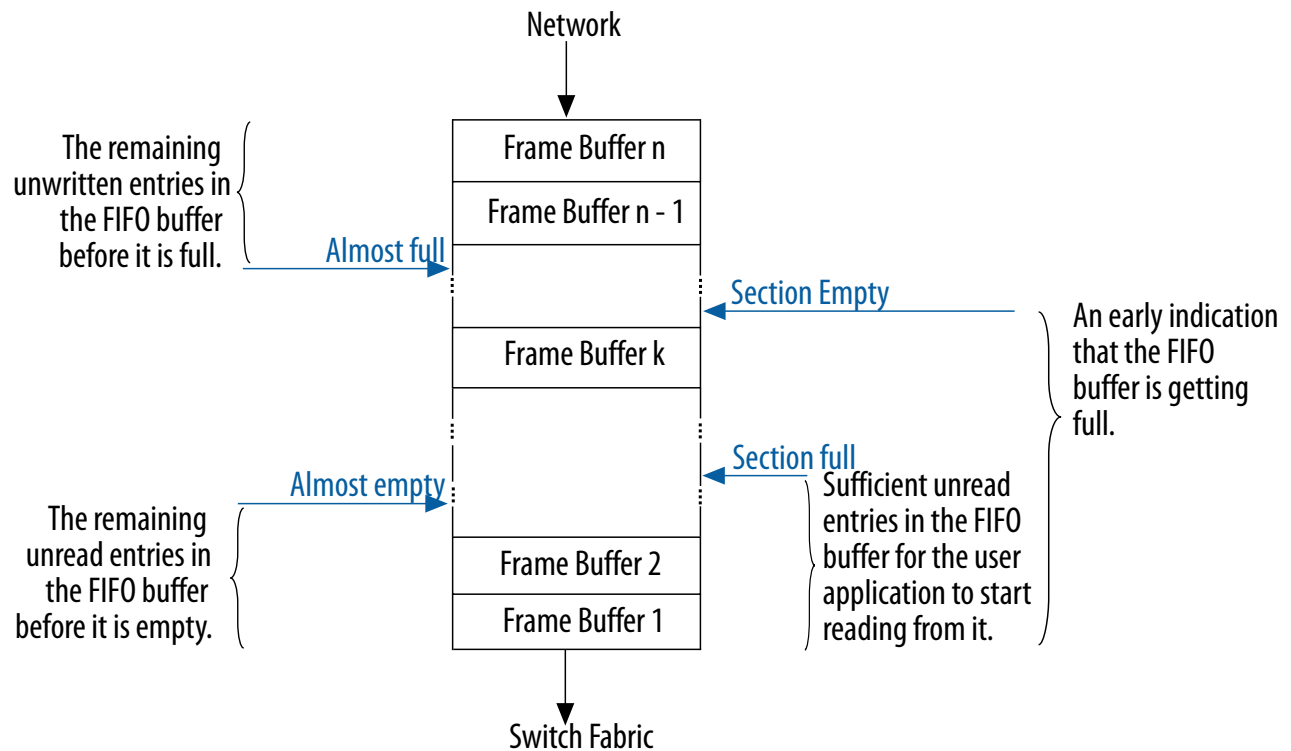 Network
Frame Buffer n
The remaining
unwritten entries in
the FIFO buffer
before it is full.
Frame Buffer n - 1
Almost full
Section Empty
An early indication
that the FIFO
buffer is getting
full.
Frame Buffer k
Section full
Almost empty
Sufficient unread
entries in the FIFO
buffer for the user
application to start
reading from it.
The remaining
unread entries in
the FIFO buffer
before it is empty.
Frame Buffer 2
Frame Buffer 1
Switch Fabric